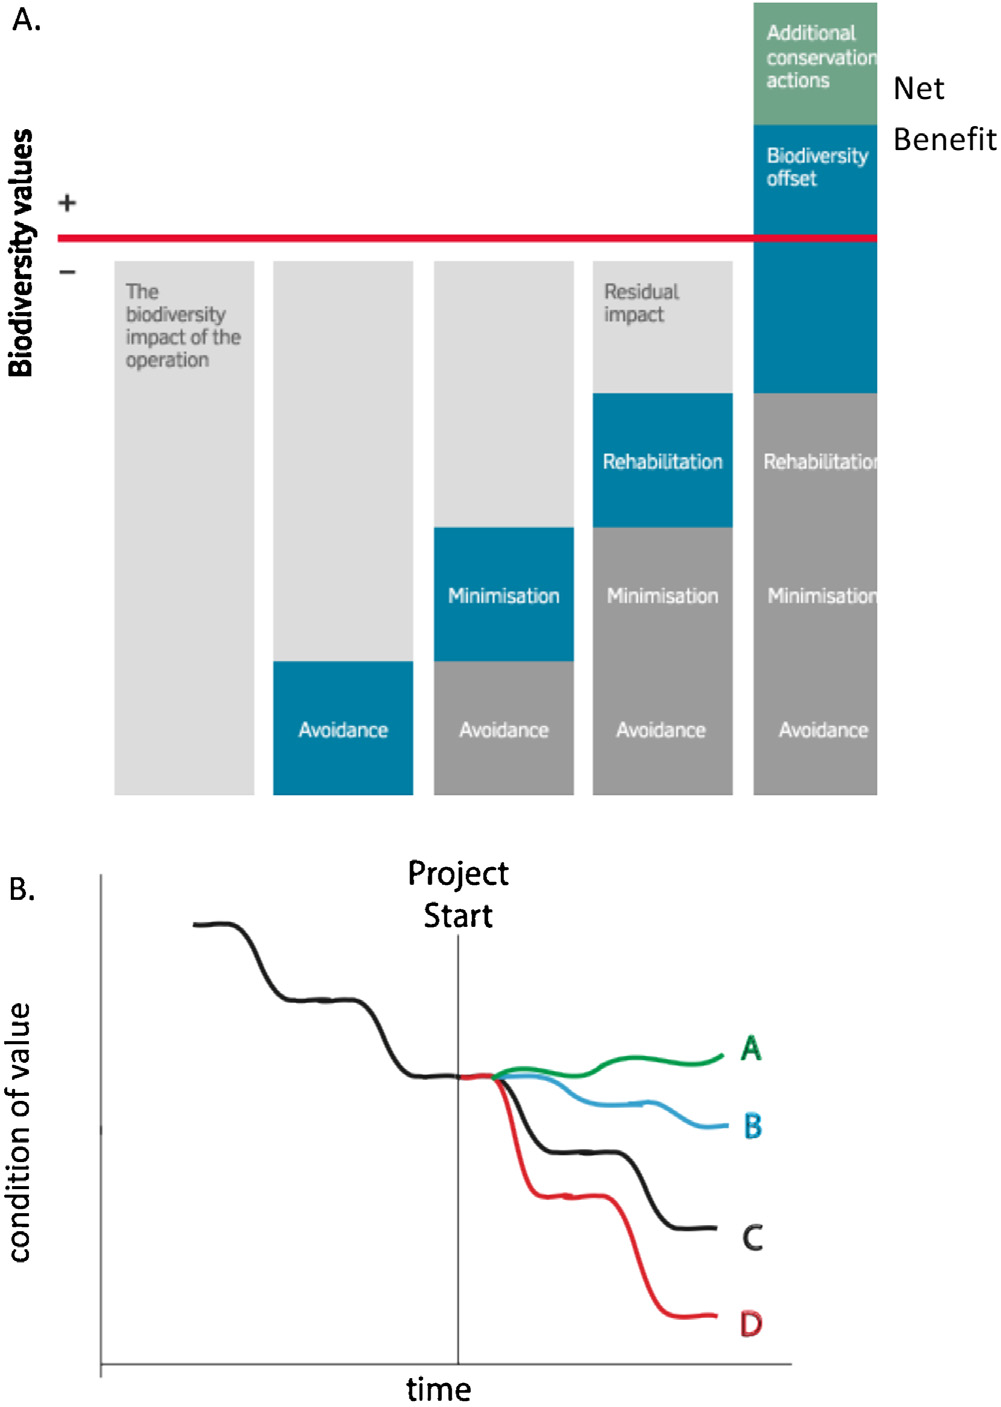 A.
Biodiversity values
+
−
The
biodiversity
impact of the
operation
Avoidance
Minimisation
Avoidance
Residual
impact
Rehabilitation
Minimisation
Avoidance
Additional
conservation
actions
Biodiversity
offset
Rehabilitation
Minimisation
Avoidance
Net
Benefit
B.
Project
Start
condition of value
A
B
C
D
time